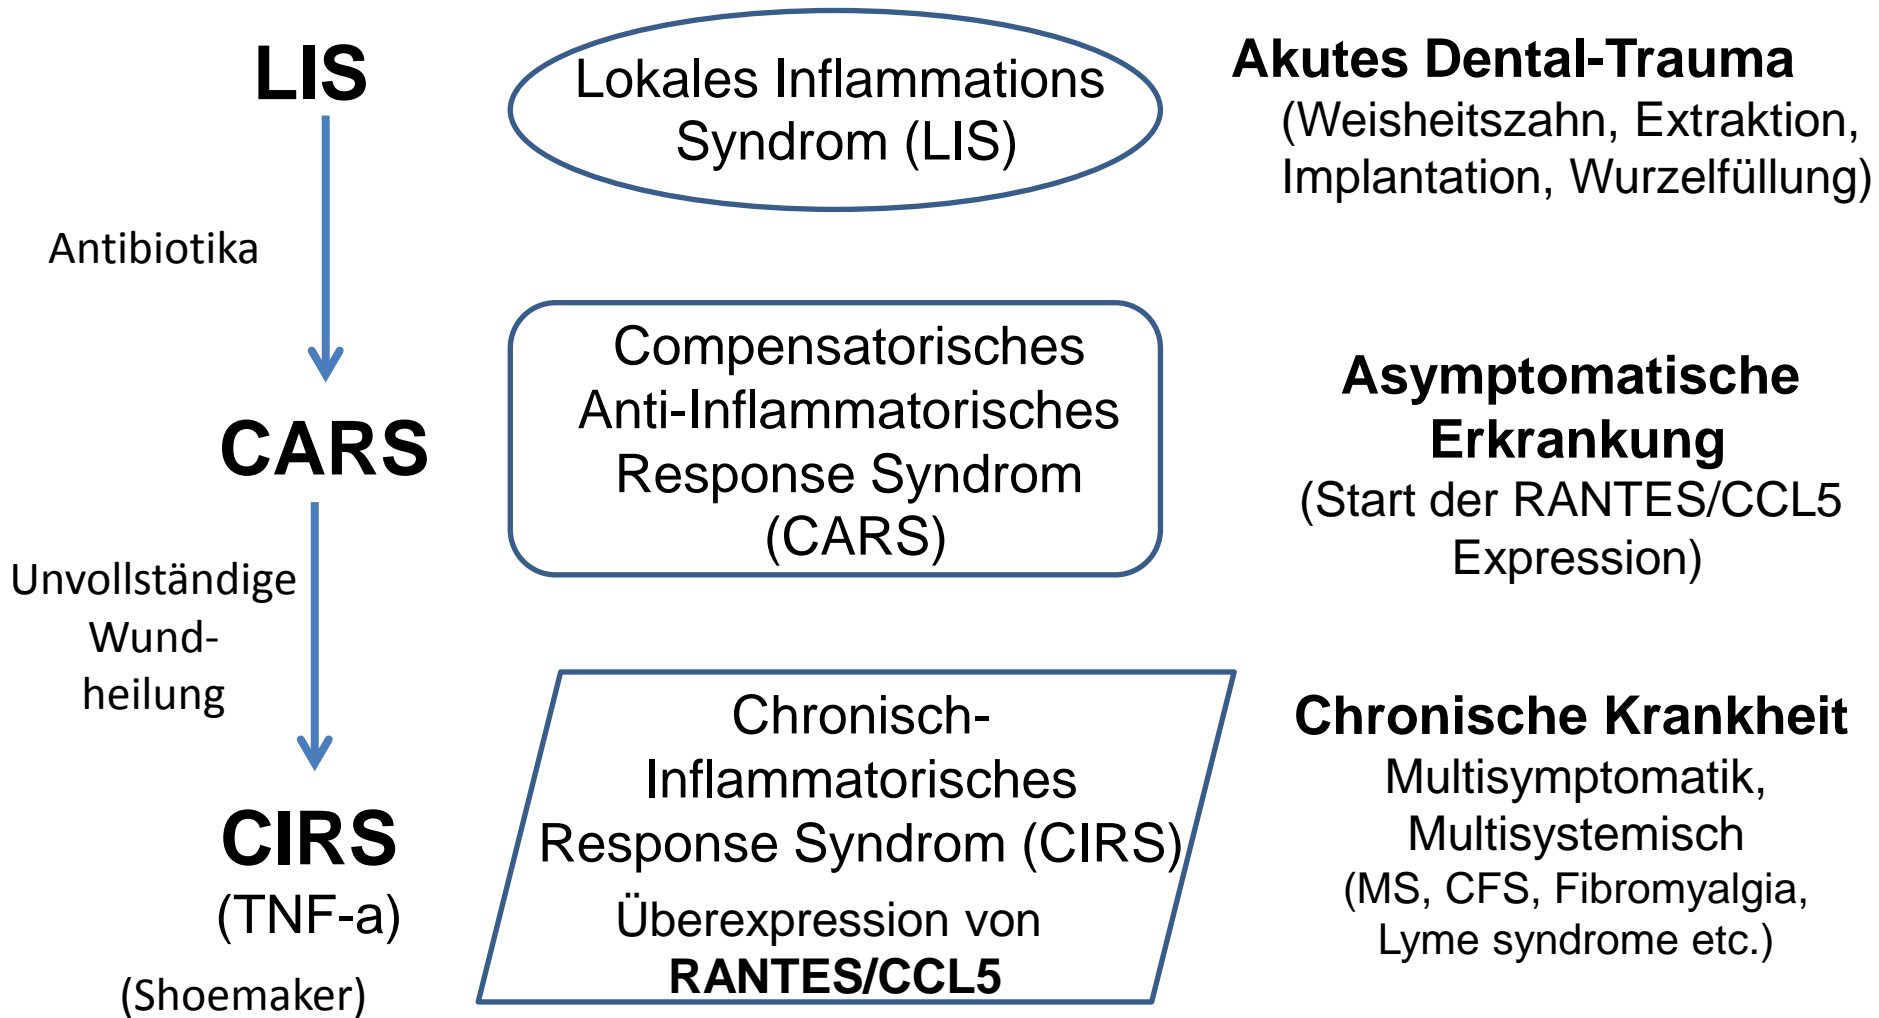 LIS
Lokales Inflammations
Syndrom (LIS)
Akutes Dental-Trauma
(Weisheitszahn, Extraktion,
Implantation, Wurzelfüllung)
Antibiotika
CARS
Compensatorisches
Anti-Inflammatorisches
Response Syndrom
(CARS)
Asymptomatische
Erkrankung
(Start der RANTES/CCL5
Expression)
Unvollständige
Wund-
heilung
CIRS
(TNF-a)
(Shoemaker)
Chronisch-
Inflammatorisches
Response Syndrom (CIRS)
Überexpression von
RANTES/CCL5
Chronische Krankheit
Multisymptomatik,
Multisystemisch
(MS, CFS, Fibromyalgia,
Lyme syndrome etc.)